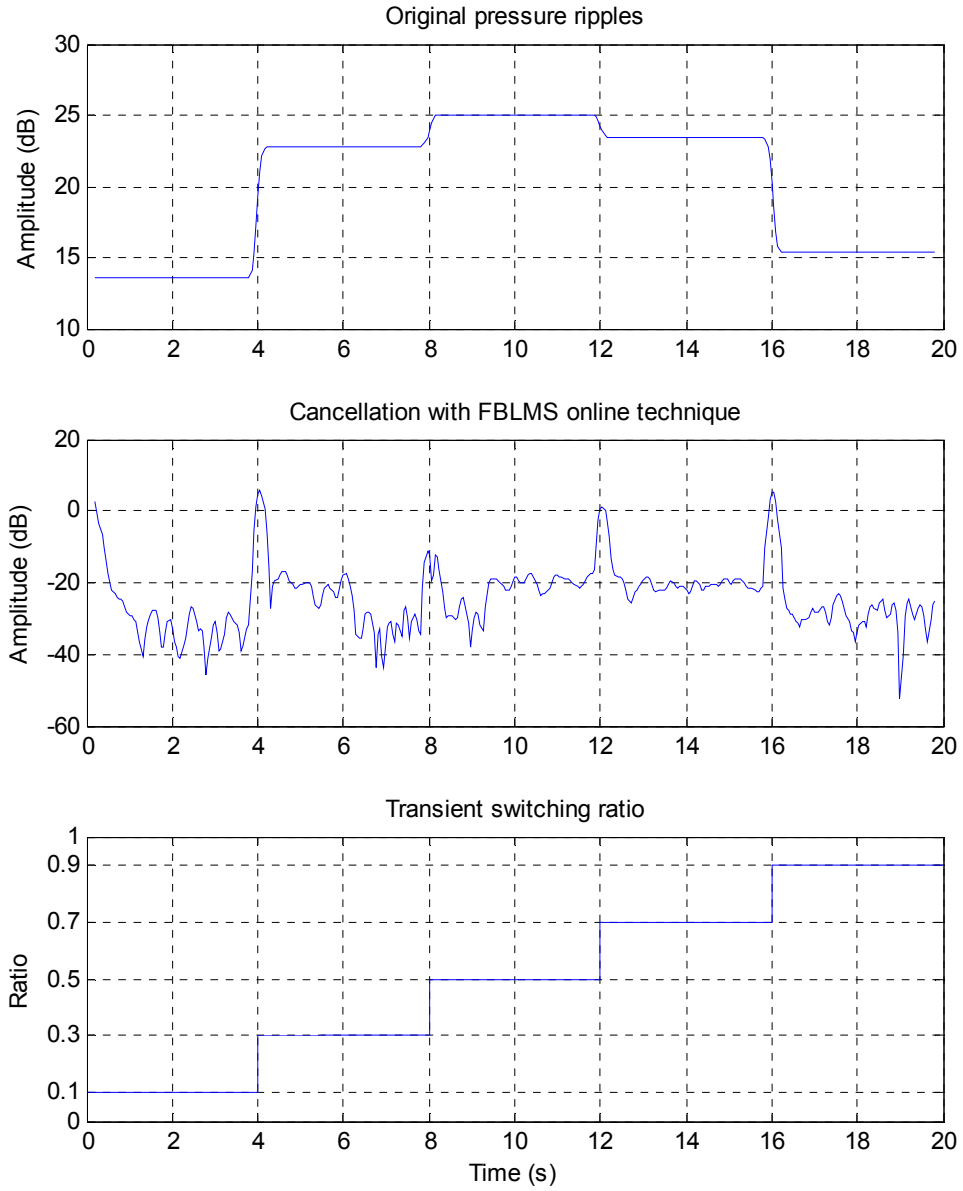 Original pressure ripples
30
25
20
15
10
Amplitude (dB)
0 2 4 6 8 10 12 14 16 18 20
Cancellation with FBLMS online technique
20
0
-20
-40
-60
Amplitude (dB)
0 2 4 6 8 10 12 14 16 18 20
Transient switching ratio
1
0.9
0.7
0.5
0.3
0.1
0
Ratio
0 2 4 6 8 10 12 14 16 18 20
Time (s)